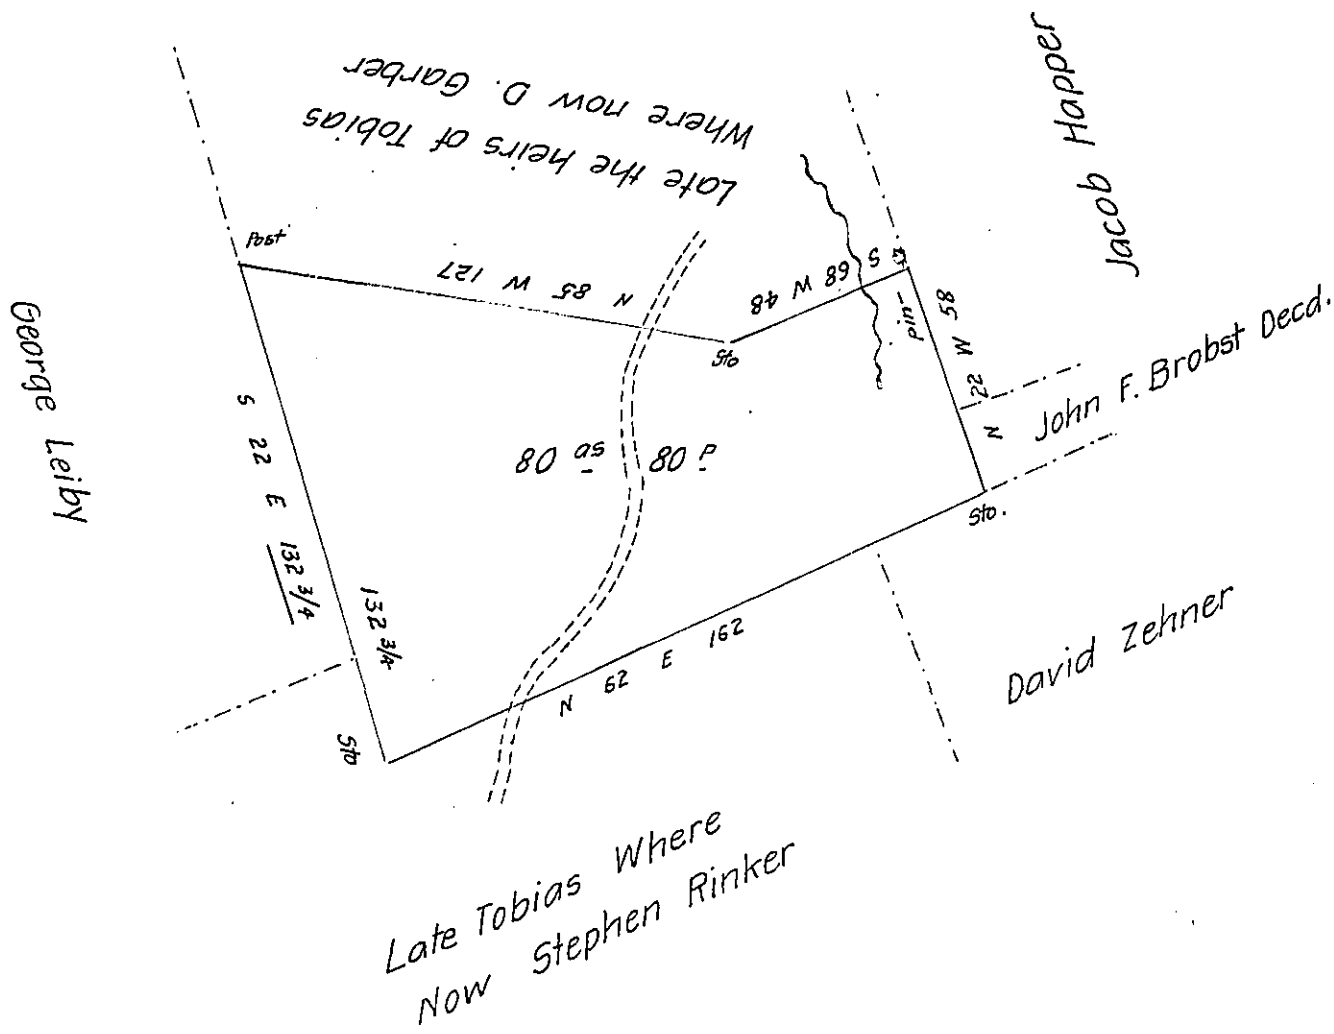 Late the heirs of Tobias
Where now D. Garber
Jacob Happer
Post
N 85 W 127
S 68 W 48
Sto
N 22 W 85
John F. Brobst Decd.
George Leiby
S 22 E 132 3/4
132 3/4
80 as 80 p
Sto.
N 62 E 162
David Zehner
Sto
Late Tobias Where
Now Stephen Rinker